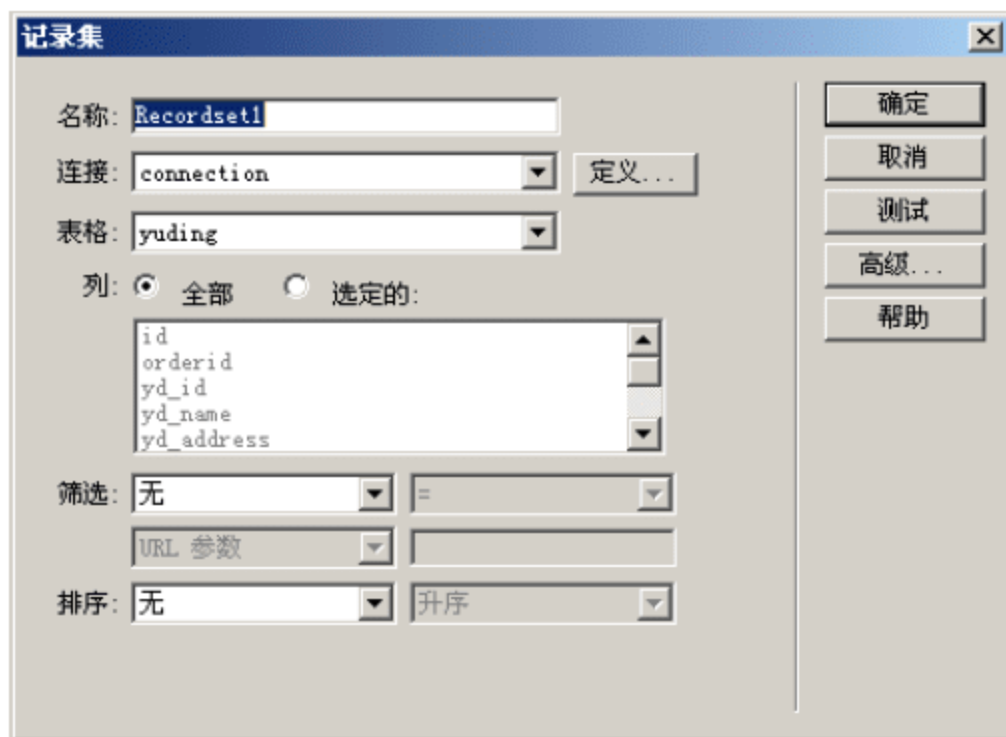 记录集
名称: Recordset1
确定
连接: connection 定义...
取消
表格: yuding
测试
列: 全部 选定的:
高级...
id
帮助
orderid
yd_id
yd_name
yd_address
筛选: 无 =
URL 参数
排序: 无 升序